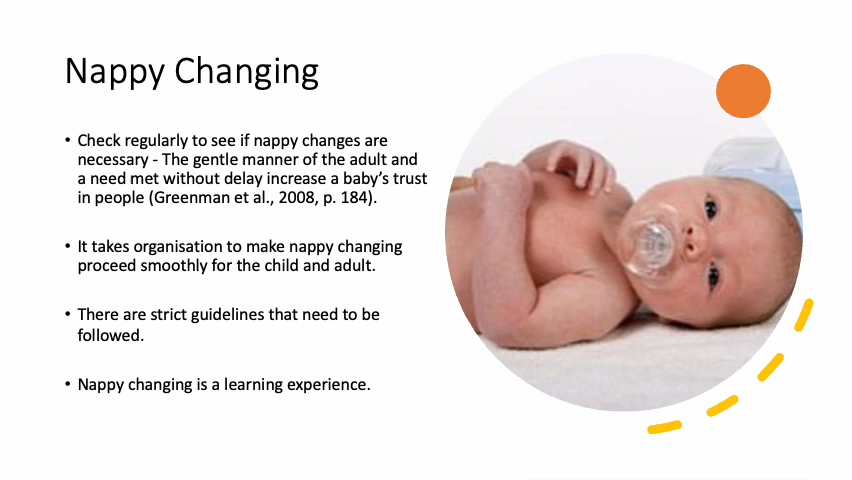 Nappy Changing
• Check regularly to see if nappy changes are
necessary - The gentle manner of the adult and
a need met without delay increase a baby’s trust
in people (Greenman et al., 2008, p. 184).
• It takes organisation to make nappy changing
proceed smoothly for the child and adult.
• There are strict guidelines that need to be
followed.
• Nappy changing is a learning experience.